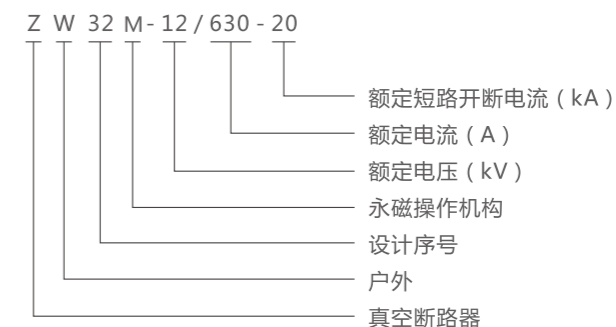 Z W 32 M - 12 / 630 - 20
额定短路开断电流（kA）
额定电流（A）
额定电压（kV）
永磁操作机构
设计序号
户外
真空断路器